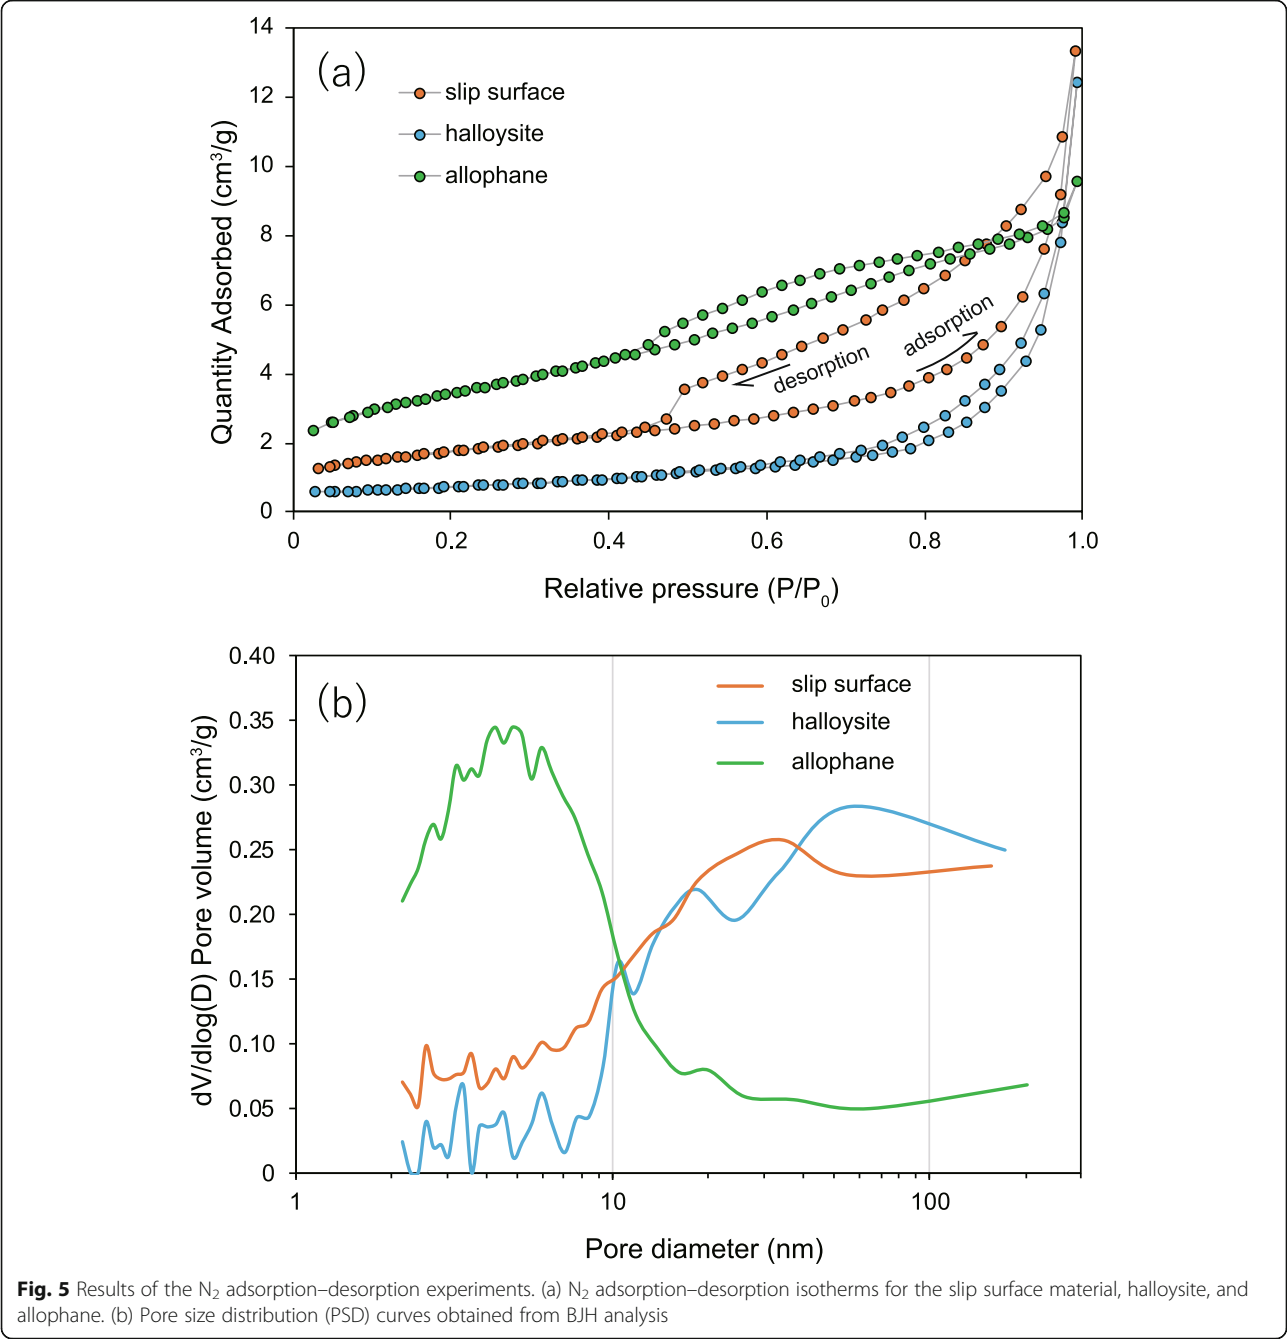 14
12
10
8
6
4
2
0
Quantity Adsorbed (cm³/g)
(a)
slip surface
halloysite
allophane
adsorption
desorption
0 0.2 0.4 0.6 0.8 1.0
Relative pressure (P/P₀)
0.40
0.35
0.30
0.25
0.20
0.15
0.10
0.05
0
dV/dlog(D) Pore volume (cm³/g)
(b)
slip surface
halloysite
allophane
1 10 100
Pore diameter (nm)
Fig. 5 Results of the N₂ adsorption–desorption experiments. (a) N₂ adsorption–desorption isotherms for the slip surface material, halloysite, and
allophane. (b) Pore size distribution (PSD) curves obtained from BJH analysis